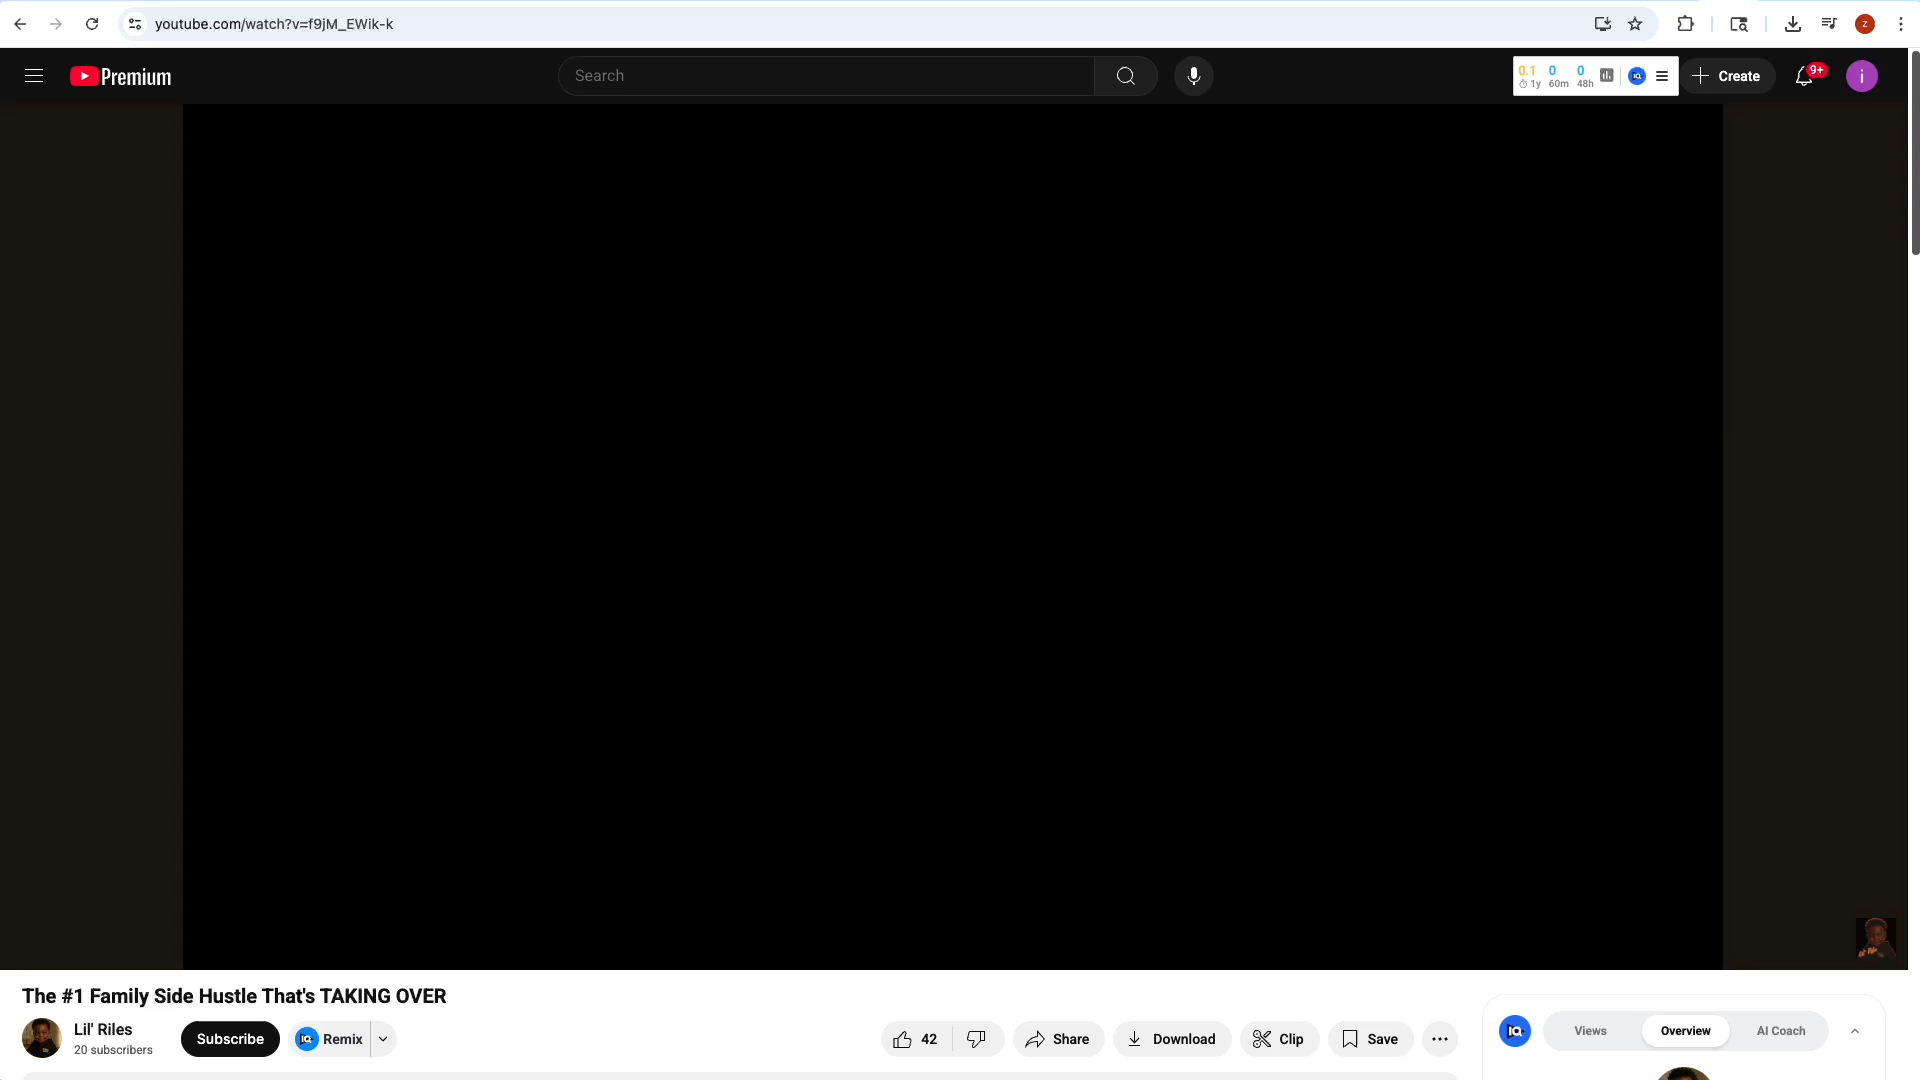 youtube.com/watch?v=f9jM_EWik-k
z
Premium
Search
0.1 0 0
1y 60m 48h
Create
9+
i
The #1 Family Side Hustle That's TAKING OVER
Lil' Riles
20 subscribers
Subscribe
Remix
42
Share
Download
Clip
Save
Views
Overview
AI Coach